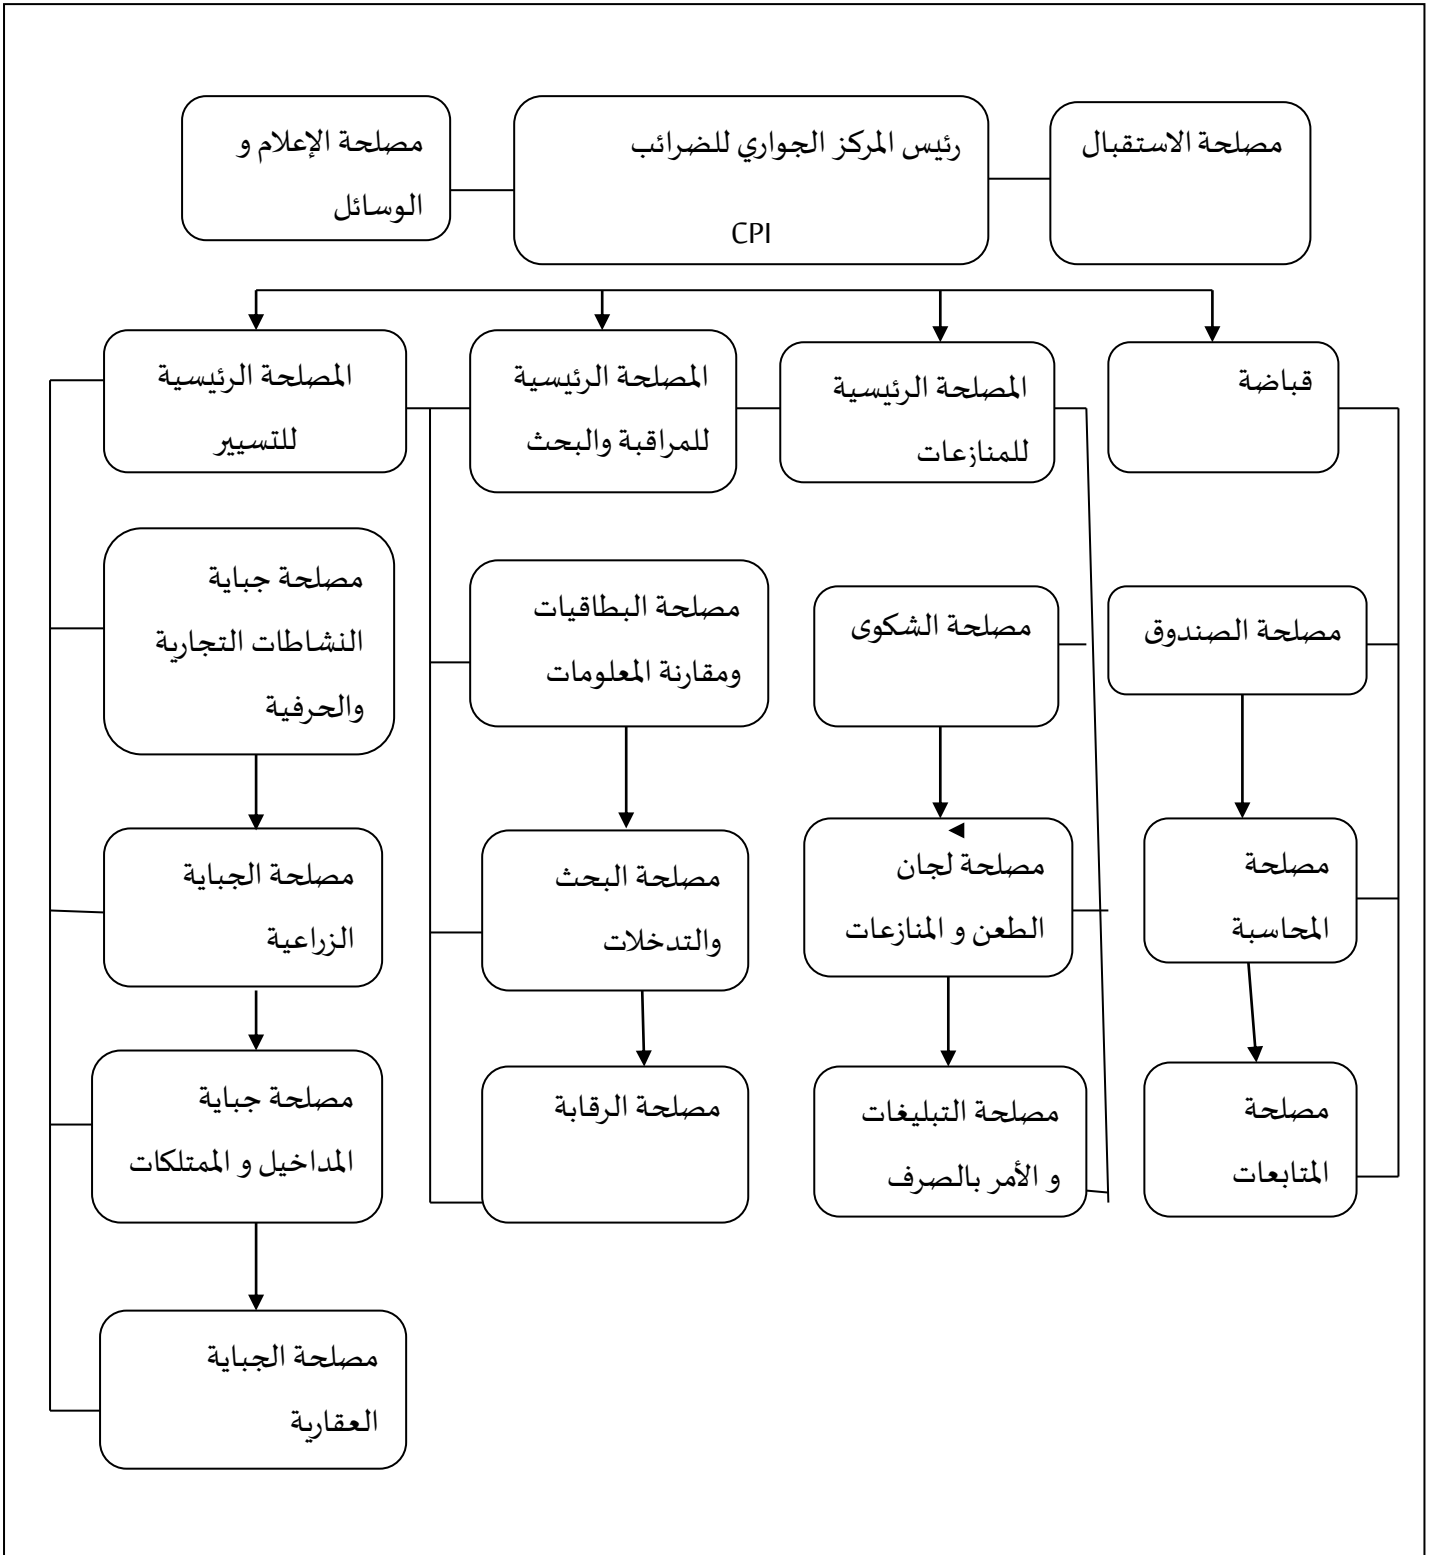 مصلحة الاستقبال
رئيس المركز الجواري للضرائب
CPI
مصلحة الإعلام و
الوسائل
قباضة
المصلحة الرئيسية
للمنازعات
المصلحة الرئيسية
للمراقبة والبحث
المصلحة الرئيسية
للتسيير
مصلحة الصندوق
مصلحة الشكوى
مصلحة البطاقيات
ومقارنة المعلومات
مصلحة جباية
النشاطات التجارية
والحرفية
مصلحة
المحاسبة
مصلحة لجان
الطعن و المنازعات
مصلحة البحث
والتدخلات
مصلحة الجباية
الزراعية
مصلحة
المتابعات
مصلحة التبليغات
و الأمر بالصرف
مصلحة الرقابة
مصلحة جباية
المداخيل و الممتلكات
مصلحة الجباية
العقارية